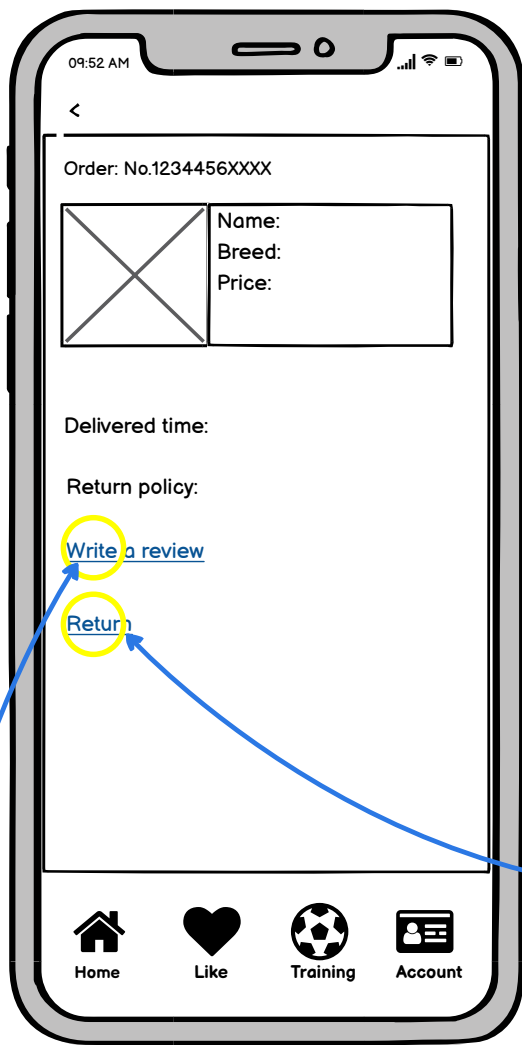 09:52 AM
<
Order: No.1234456XXXX
Name:
Breed:
Price:
Delivered time:
Return policy:
Write a review
Return
Home Like Training Account